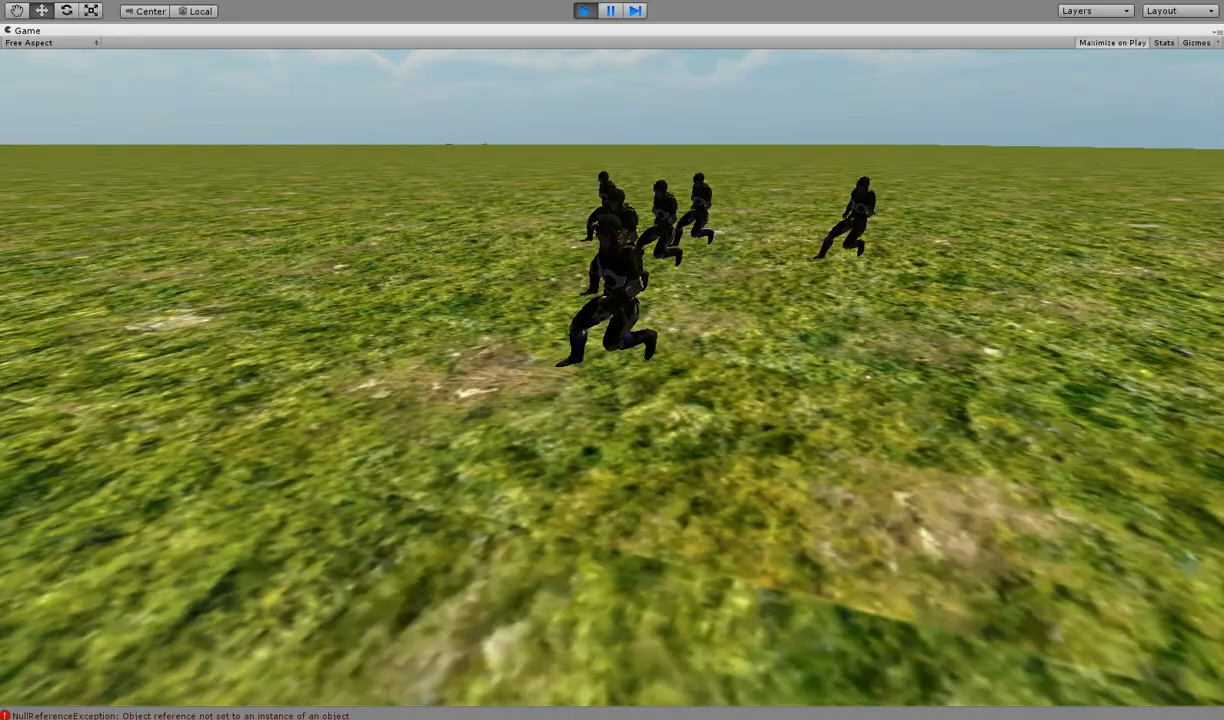 Center Local Layers Layout
Game
Free Aspect Maximize on Play Stats Gizmos
NullReferenceException: Object reference not set to an instance of an object